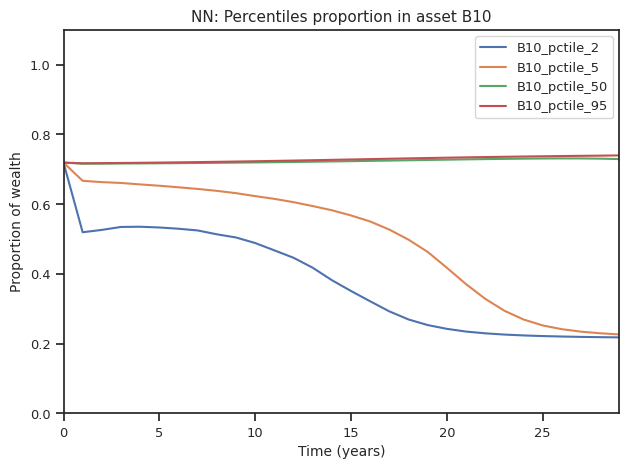 NN: Percentiles proportion in asset B10
B10_pctile_2
B10_pctile_5
B10_pctile_50
B10_pctile_95
Proportion of wealth
1.0
0.8
0.6
0.4
0.2
0.0
0 5 10 15 20 25
Time (years)